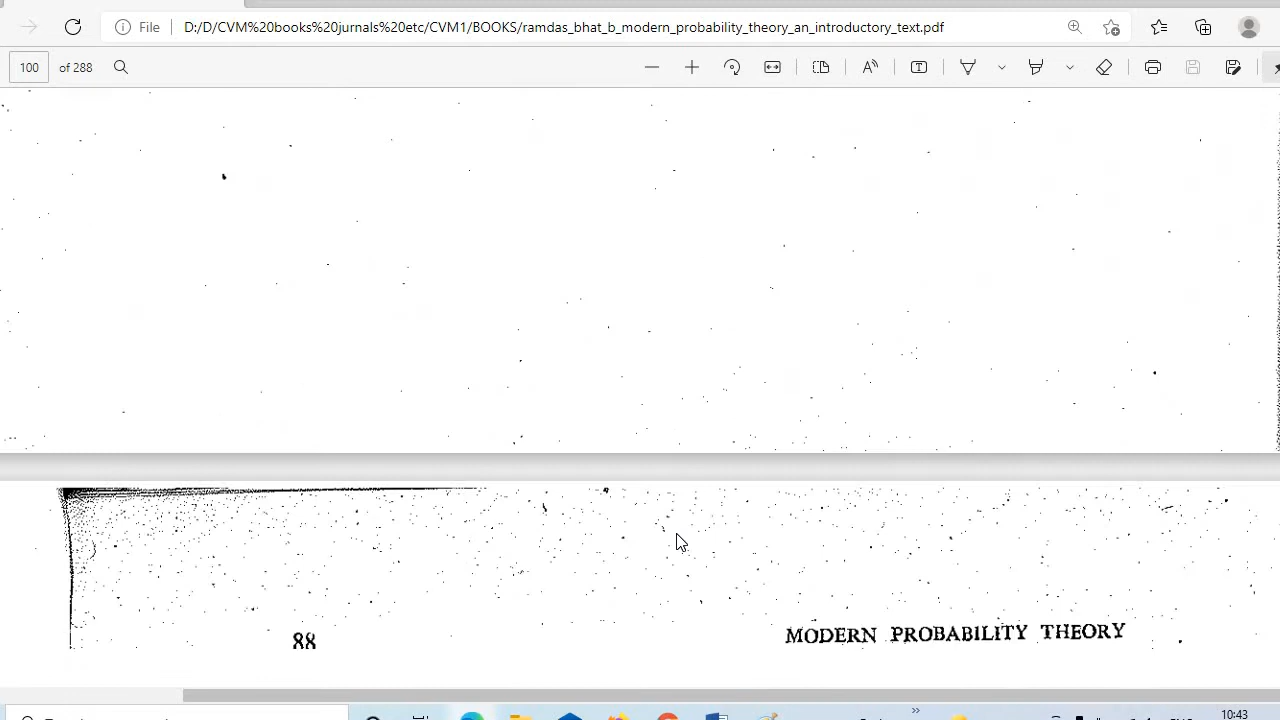 File D:/D/CVM%20books%20jurnals%20etc/CVM1/BOOKS/ramdas_bhat_b_modern_probability_theory_an_introductory_text.pdf
100 of 288
88 MODERN PROBABILITY THEORY
10:43